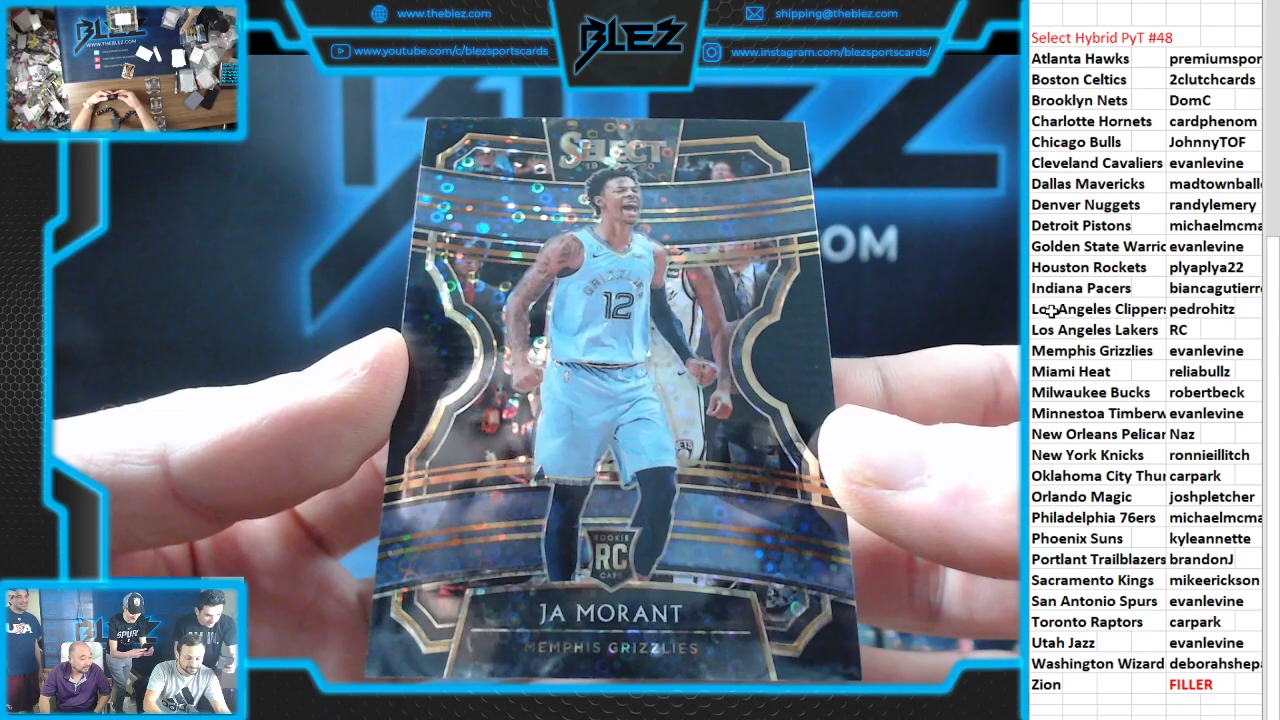 www.theblez.com
shipping@theblez.com
www.youtube.com/c/blezsportscards
www.instagram.com/blezsportscards/
BLEZ
OM
SELECT
GRIZZLIES
12
ROOKIE
RC
CARD
JA MORANT
MEMPHIS GRIZZLIES
Select Hybrid PyT #48
Atlanta Hawks premiumspor
Boston Celtics 2clutchcards
Brooklyn Nets DomC
Charlotte Hornets cardphenom
Chicago Bulls JohnnyTOF
Cleveland Cavaliers evanlevine
Dallas Mavericks madtownball
Denver Nuggets randylemery
Detroit Pistons michaelmcma
Golden State Warric evanlevine
Houston Rockets plyaplya22
Indiana Pacers biancagutierr
Los Angeles Clippers pedrohitz
Los Angeles Lakers RC
Memphis Grizzlies evanlevine
Miami Heat reliabullz
Milwaukee Bucks robertbeck
Minnestoa Timberw evanlevine
New Orleans Pelicar Naz
New York Knicks ronnieillitch
Oklahoma City Thu carpark
Orlando Magic joshpletcher
Philadelphia 76ers michaelmcma
Phoenix Suns kyleannette
Portlant Trailblazers brandonJ
Sacramento Kings mikeerickson
San Antonio Spurs evanlevine
Toronto Raptors carpark
Utah Jazz evanlevine
Washington Wizard deborahshepa
Zion FILLER